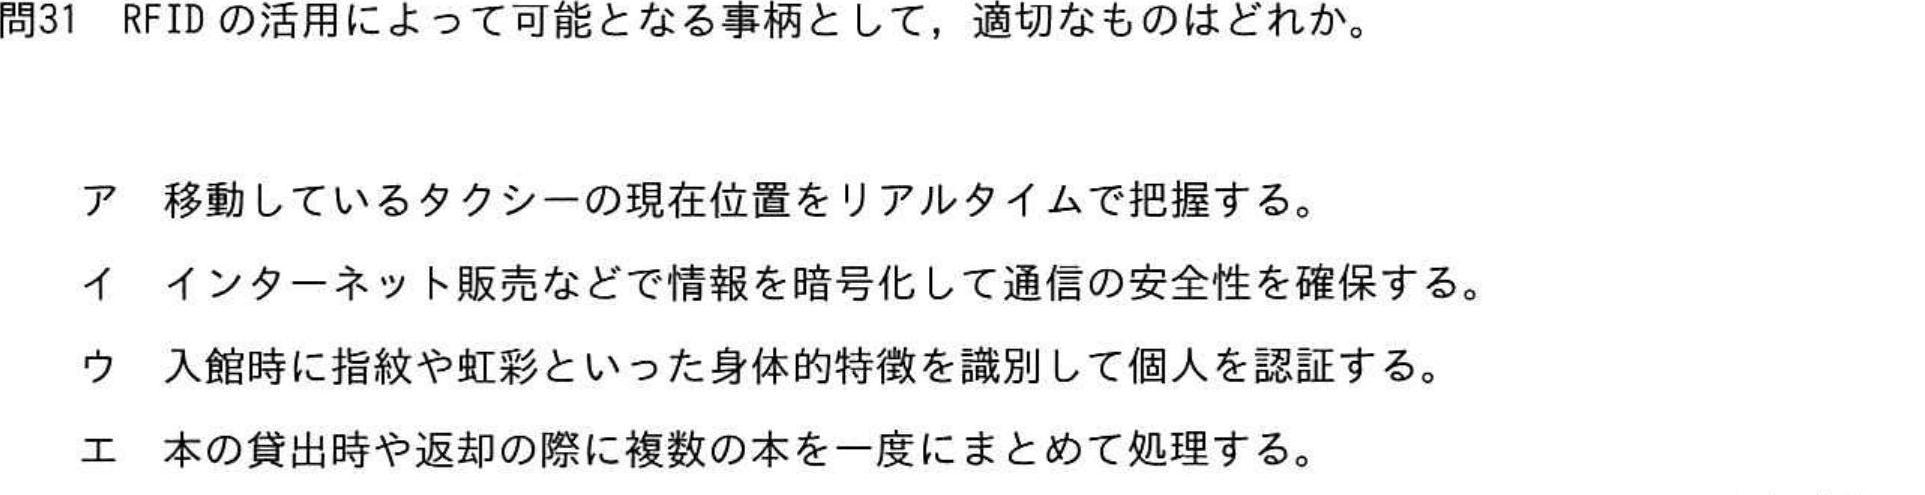 問31　RFID の活用によって可能となる事柄として，適切なものはどれか。
ア　移動しているタクシーの現在位置をリアルタイムで把握する。
イ　インターネット販売などで情報を暗号化して通信の安全性を確保する。
ウ　入館時に指紋や虹彩といった身体的特徴を識別して個人を認証する。
エ　本の貸出時や返却の際に複数の本を一度にまとめて処理する。